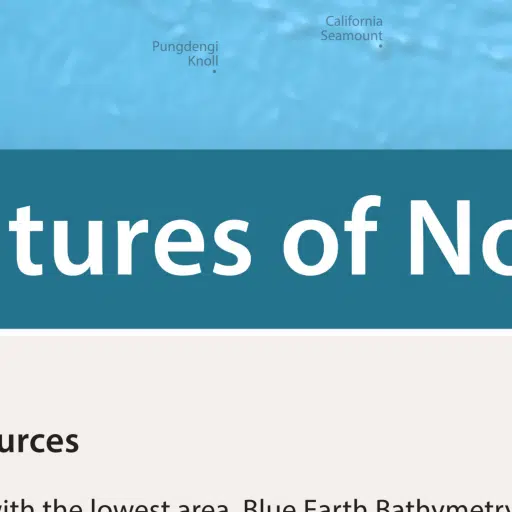 California
Seamount
Pungdengi
Knoll
tures of No
urces
with the lowest area. Blue Earth Bathymetry